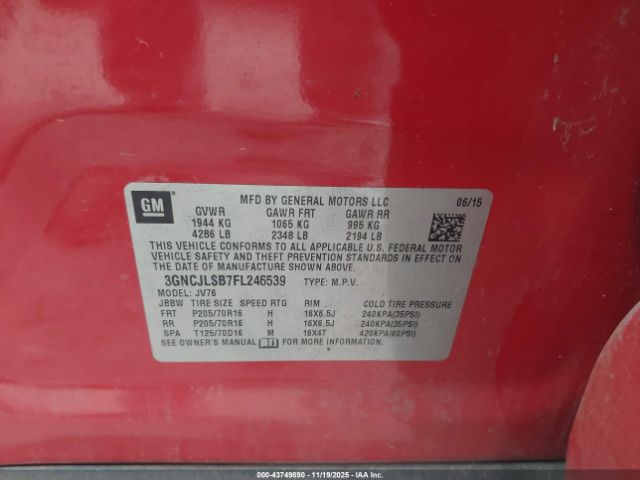 GM
MFD BY GENERAL MOTORS LLC 06/15
GVWR GAWR FRT GAWR RR
1944 KG 1065 KG 995 KG
4286 LB 2348 LB 2194 LB
THIS VEHICLE CONFORMS TO ALL APPLICABLE U.S. FEDERAL MOTOR
VEHICLE SAFETY AND THEFT PREVENTION STANDARDS IN EFFECT
ON THE DATE OF MANUFACTURE SHOWN ABOVE.
3GNCJLSB7FL246539 TYPE: M.P.V.
MODEL: JV76
JBBW TIRE SIZE SPEED RTG RIM COLD TIRE PRESSURE
FRT P205/70R16 H 16X6.5J 240KPA(35PSI)
RR P205/70R16 H 16X6.5J 240KPA(35PSI)
SPA T125/70D16 M 16X4T 420KPA(60PSI)
SEE OWNER'S MANUAL FOR MORE INFORMATION.
000-43749890 - 11/19/2025 - IAAI.COM